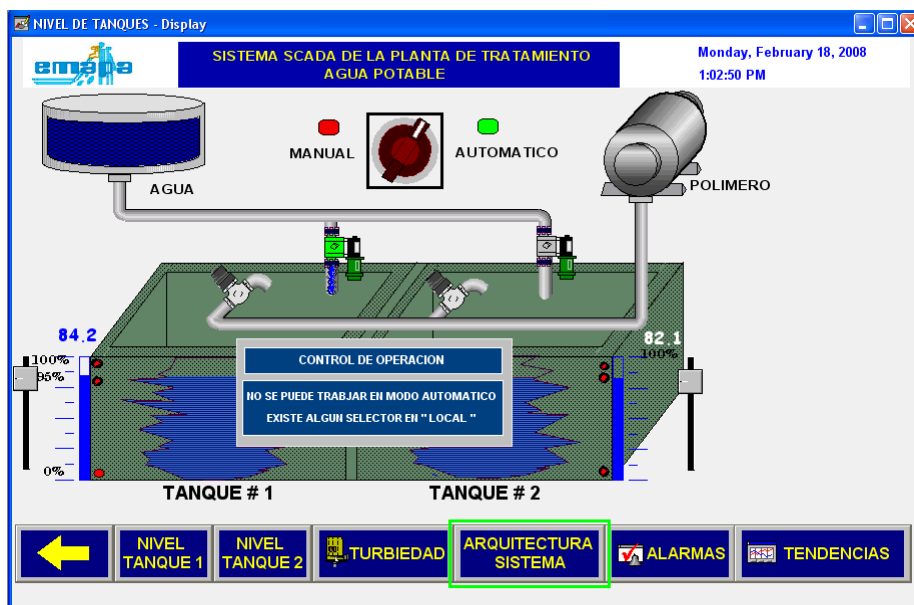 NIVEL DE TANQUES - Display
emapa
SISTEMA SCADA DE LA PLANTA DE TRATAMIENTO
AGUA POTABLE
Monday, February 18, 2008
1:02:50 PM
MANUAL
AUTOMATICO
AGUA
POLIMERO
84.2
82.1
100%
100%
95%
0%
CONTROL DE OPERACION
NO SE PUEDE TRABJAR EN MODO AUTOMATICO
EXISTE ALGUN SELECTOR EN " LOCAL "
TANQUE # 1
TANQUE # 2
NIVEL
TANQUE 1
NIVEL
TANQUE 2
TURBIEDAD
ARQUITECTURA
SISTEMA
ALARMAS
TENDENCIAS